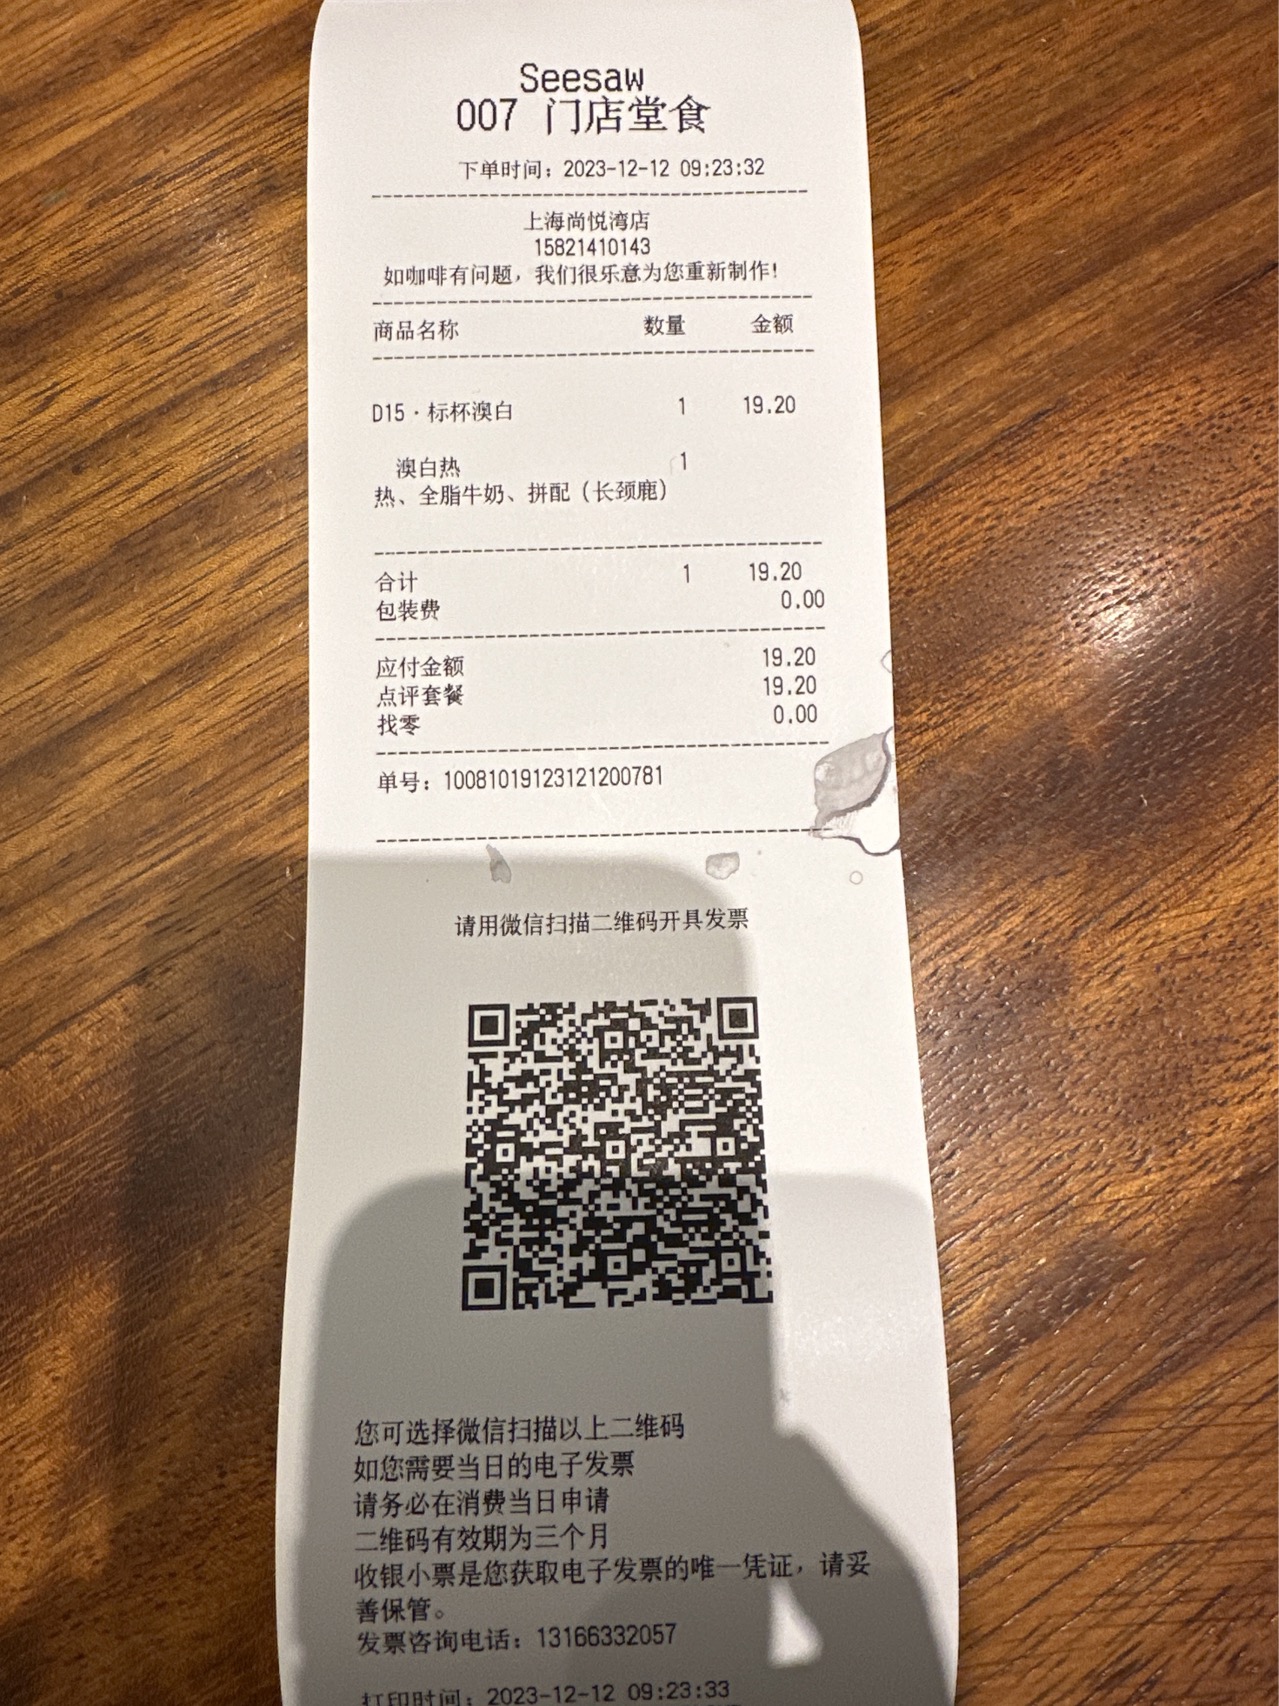 Seesaw
007 门店堂食
下单时间：2023-12-12 09:23:32
上海尚悦湾店
15821410143
如咖啡有问题，我们很乐意为您重新制作！
商品名称 数量 金额
D15·标杯澳白 1 19.20
澳白热 1
热、全脂牛奶、拼配（长颈鹿）
合计 1 19.20
包装费 0.00
应付金额 19.20
点评套餐 19.20
找零 0.00
单号：10081019123121200781
请用微信扫描二维码开具发票
您可选择微信扫描以上二维码
如您需要当日的电子发票
请务必在消费当日申请
二维码有效期为三个月
收银小票是您获取电子发票的唯一凭证，请妥
善保管。
发票咨询电话：13166332057
打印时间：2023-12-12 09:23:33